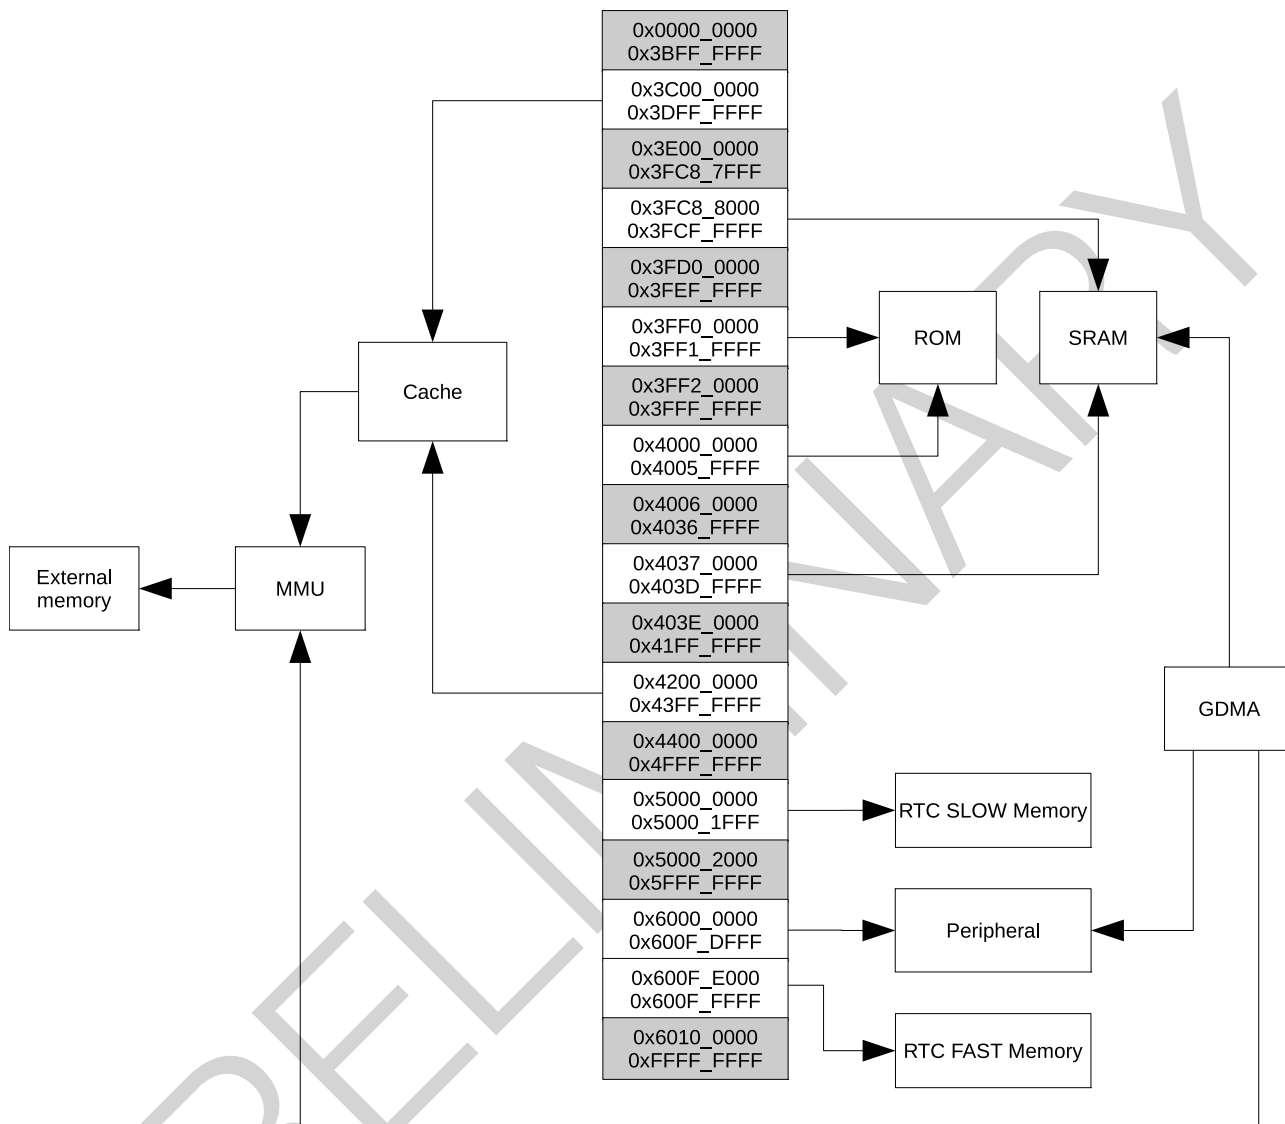 0x0000_0000
0x3BFF_FFFF
0x3C00_0000
0x3DFF_FFFF
0x3E00_0000
0x3FC8_7FFF
0x3FC8_8000
0x3FCF_FFFF
0x3FD0_0000
0x3FEF_FFFF
0x3FF0_0000
0x3FF1_FFFF
ROM
SRAM
0x3FF2_0000
0x3FFF_FFFF
Cache
0x4000_0000
0x4005_FFFF
0x4006_0000
0x4036_FFFF
0x4037_0000
0x403D_FFFF
External
memory
MMU
0x403E_0000
0x41FF_FFFF
0x4200_0000
0x43FF_FFFF
GDMA
0x4400_0000
0x4FFF_FFFF
0x5000_0000
0x5000_1FFF
RTC SLOW Memory
0x5000_2000
0x5FFF_FFFF
0x6000_0000
0x600F_DFFF
Peripheral
0x600F_E000
0x600F_FFFF
RTC FAST Memory
0x6010_0000
0xFFFF_FFFF
PRELIMINARY